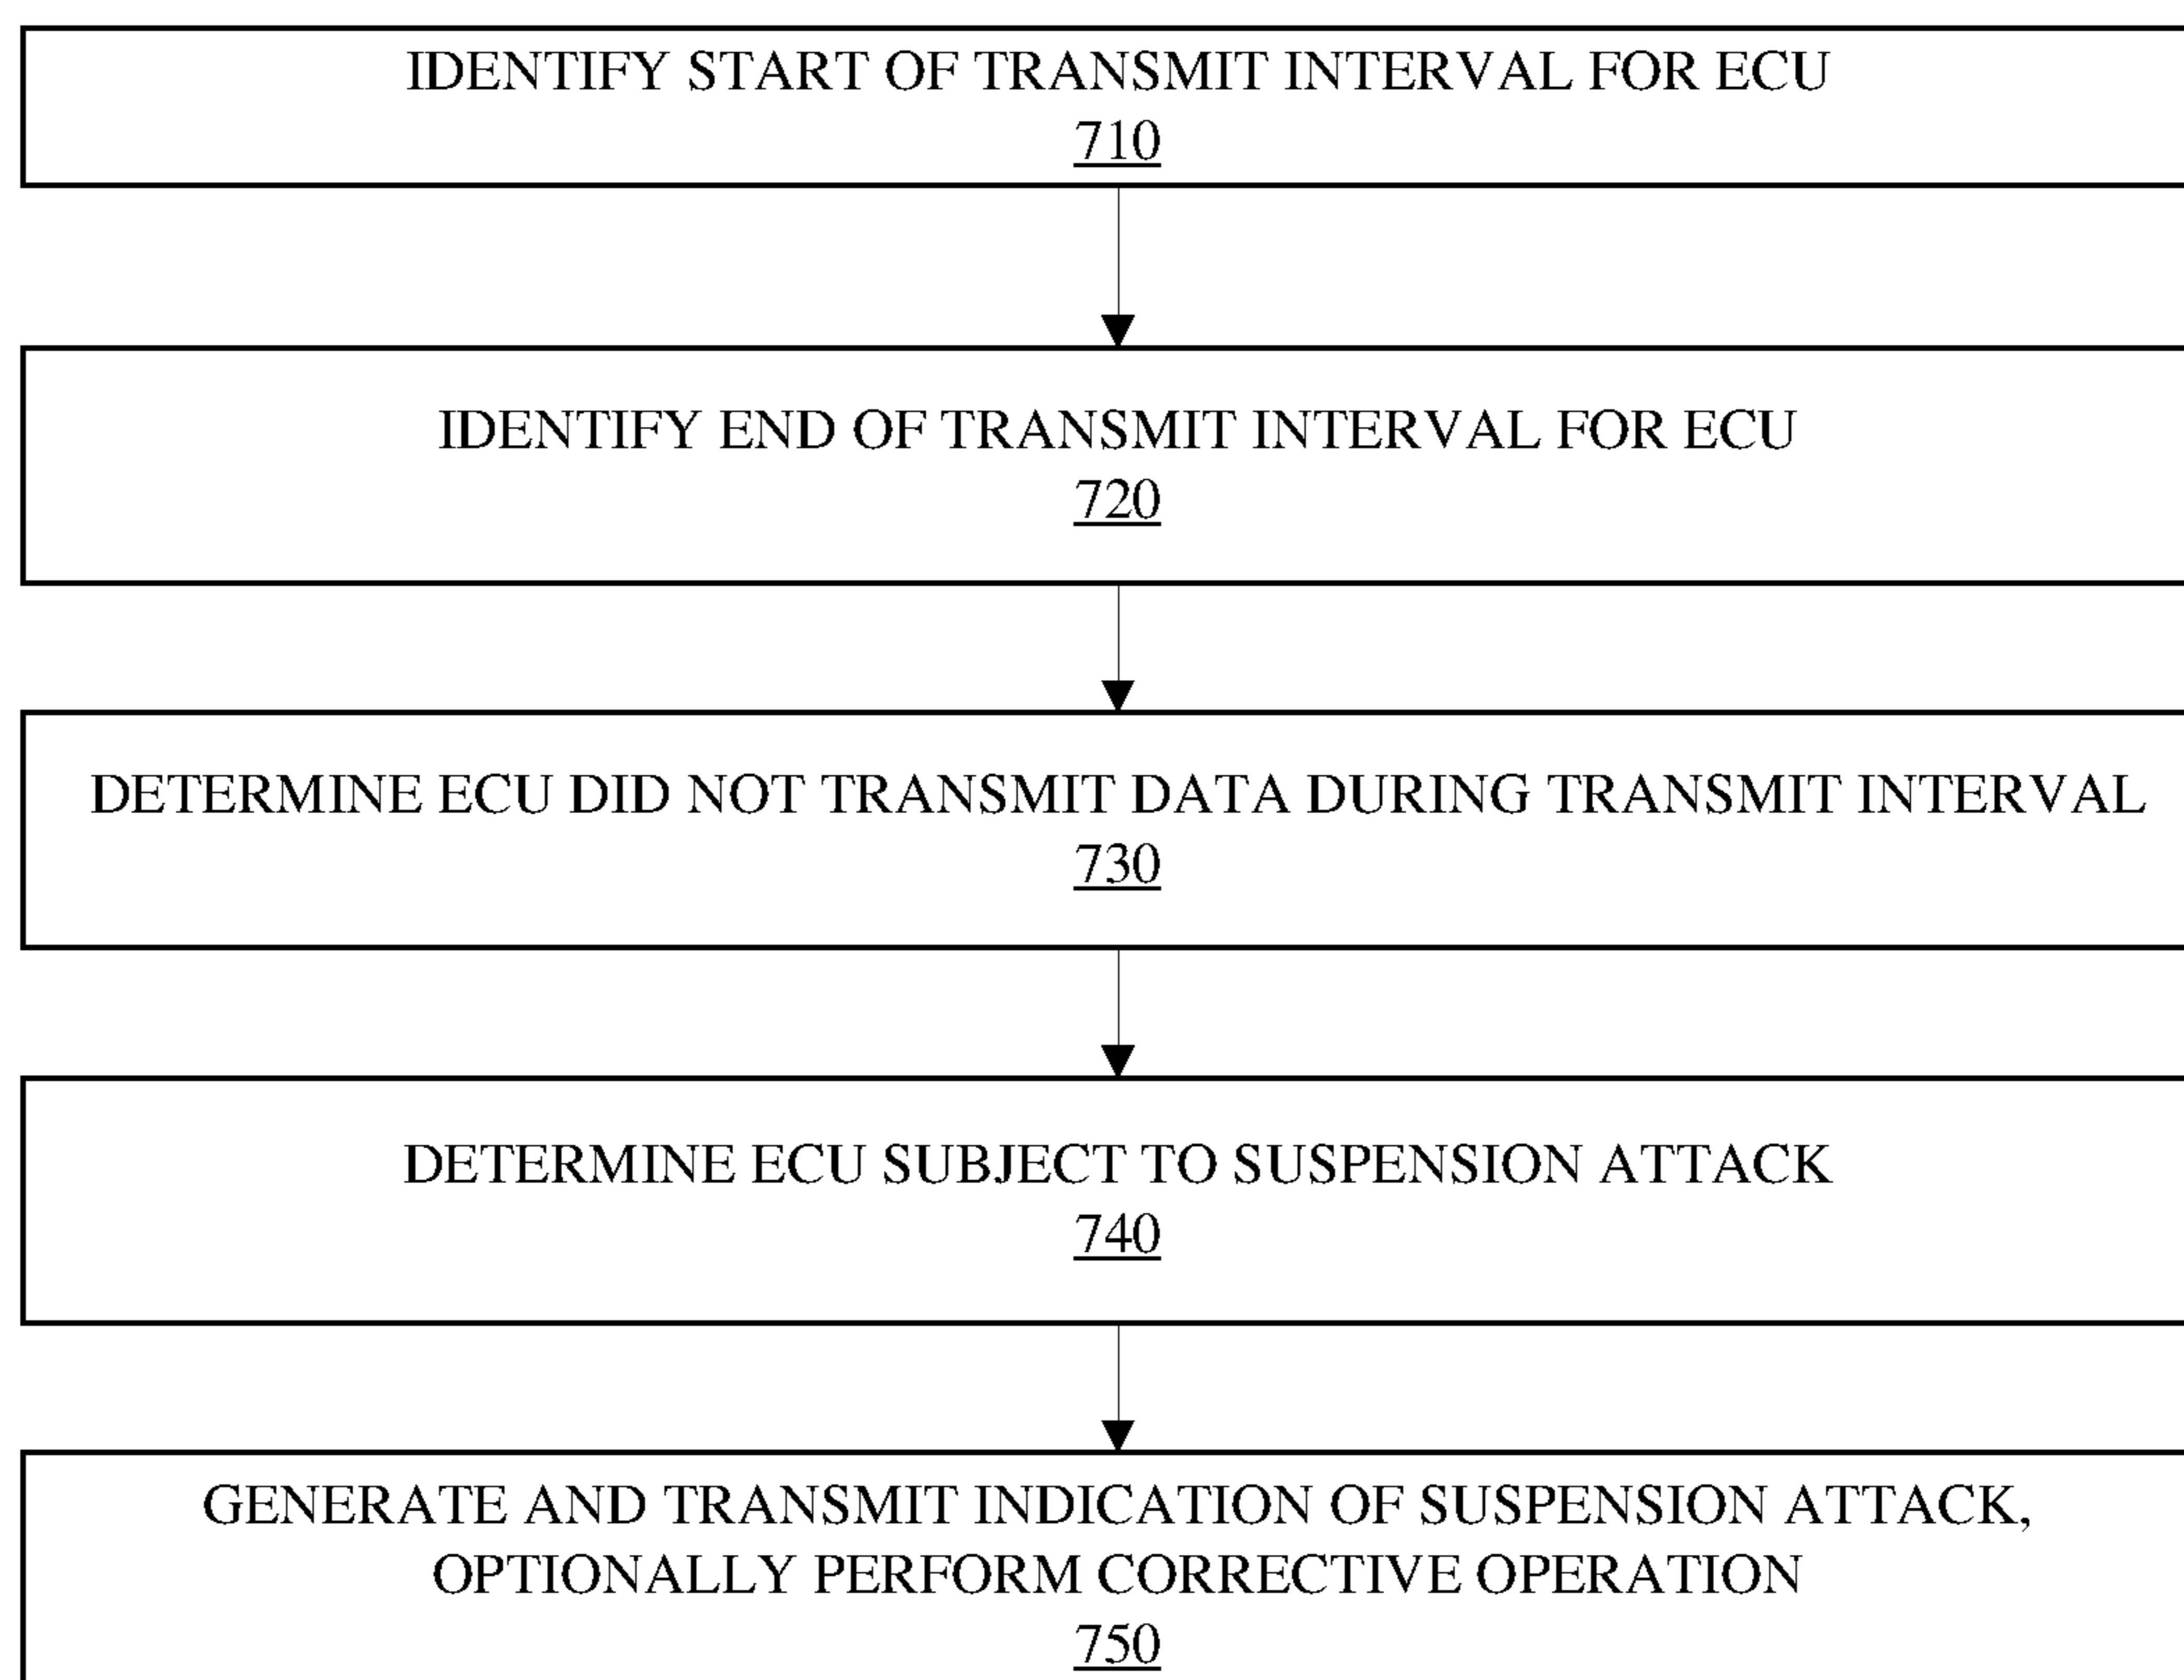 IDENTIFY START OF TRANSMIT INTERVAL FOR ECU
710
IDENTIFY END OF TRANSMIT INTERVAL FOR ECU
720
DETERMINE ECU DID NOT TRANSMIT DATA DURING TRANSMIT INTERVAL
730
DETERMINE ECU SUBJECT TO SUSPENSION ATTACK
740
GENERATE AND TRANSMIT INDICATION OF SUSPENSION ATTACK,
OPTIONALLY PERFORM CORRECTIVE OPERATION
750